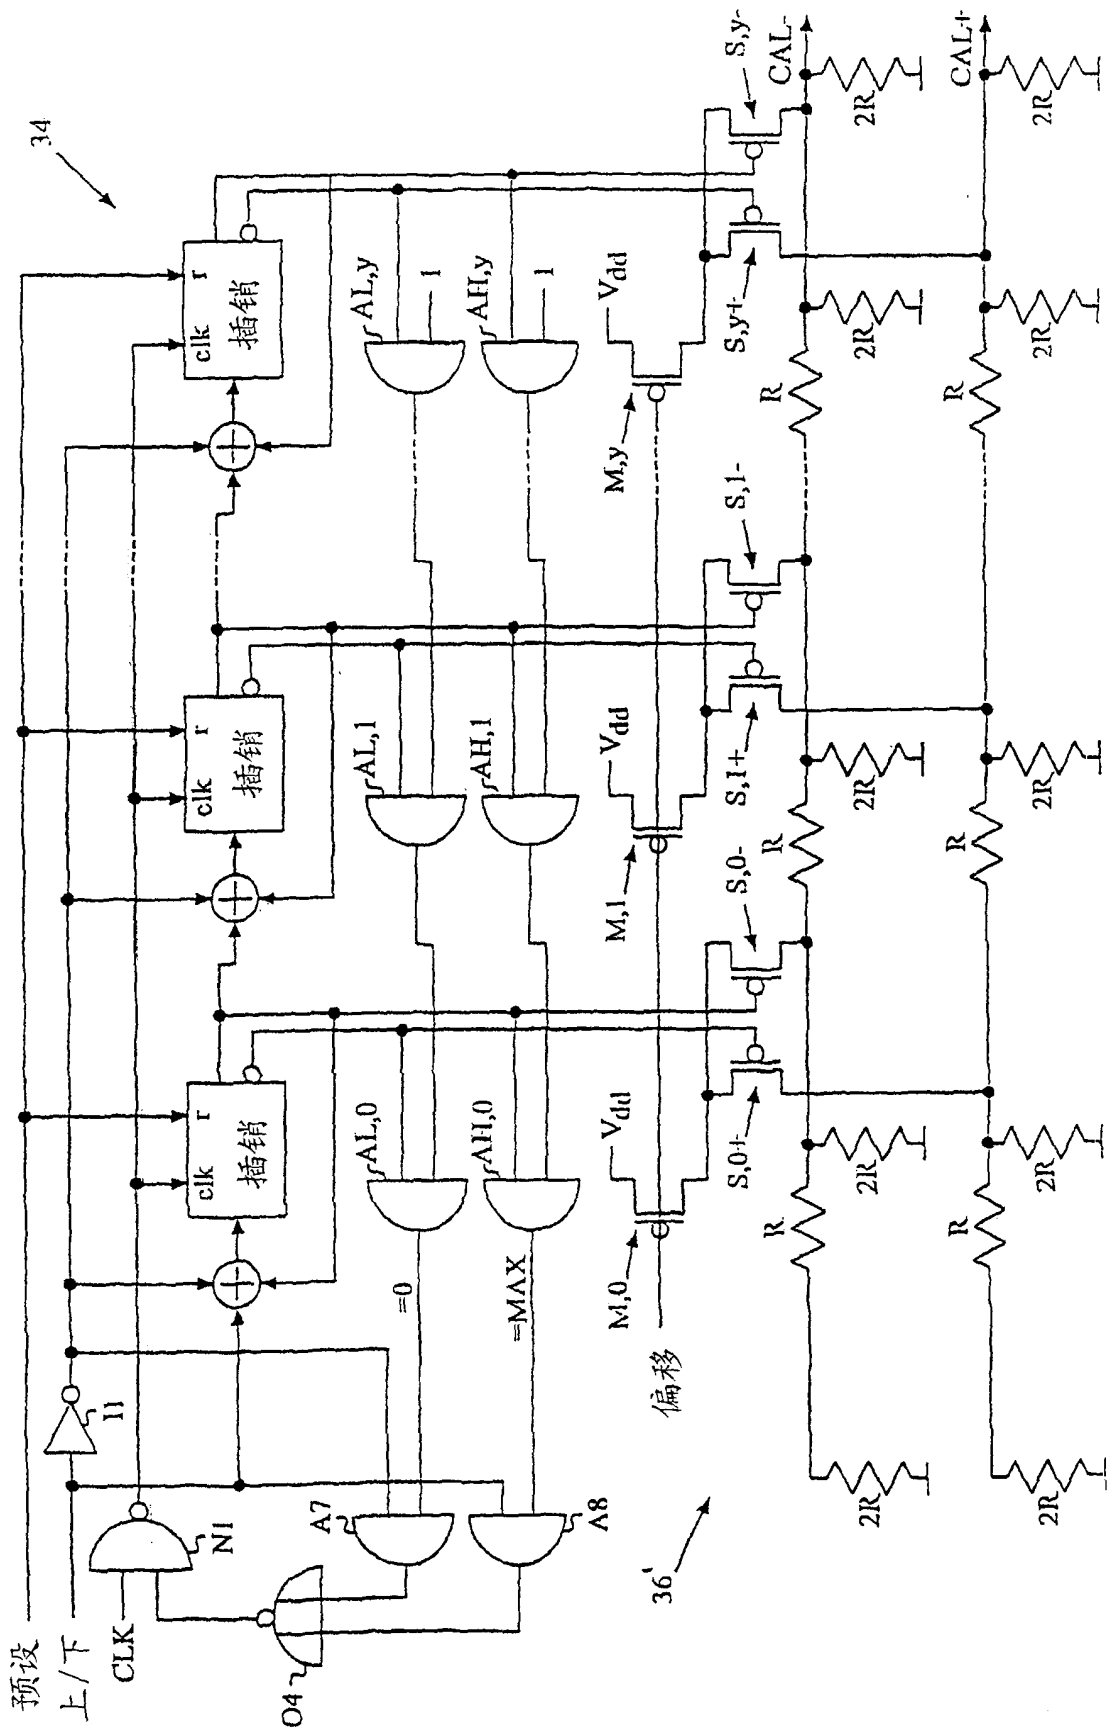 34
预设
上/下
CLK
I1
N1
O4
A7
A8
clk
r
插销
clk
r
插销
clk
r
插销
=0
=MAX
AL,0
AH,0
AL,1
AH,1
AL,y
1
AH,y
1
偏移
M,0
Vdd
M,1
Vdd
M,y
Vdd
S,0+
S,0-
S,1+
S,1-
S,y+
S,y-
36'
CAL-
2R
R
2R
R
2R
R
2R
2R
CAL+
2R
R
2R
R
2R
R
2R
2R